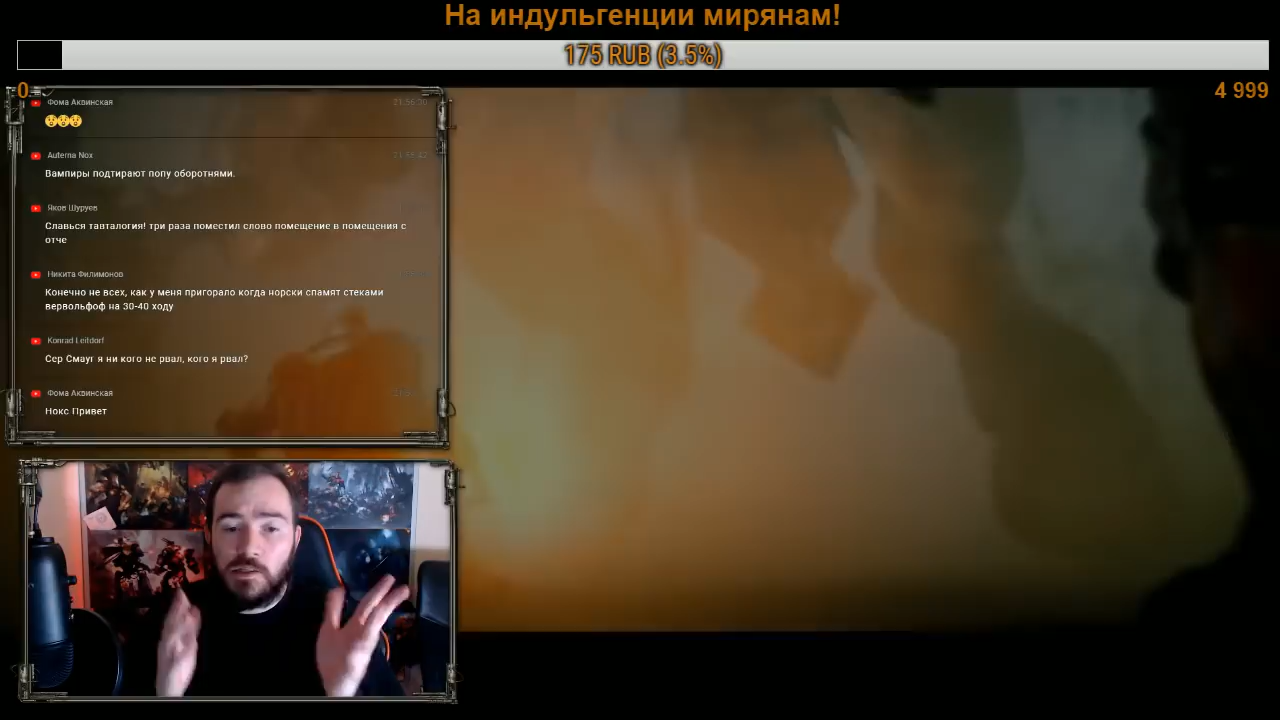 На индульгенции мирянам!
175 RUB (3.5%)
0
4 999
Фома Аквинская
21:56:30
😲😲😲
Auterna Nox
Вампиры подтирают попу оборотнями.
Яков Шуруев
Славься тавталогия! три раза поместил слово помещение в помещения с
отче
Никита Филимонов
Конечно не всех, как у меня пригорало когда норски спамят стеками
вервольфоф на 30-40 ходу
Konrad Leitdorf
Сер Смауг я ни кого не рвал, кого я рвал?
Фома Аквинская
Нокс Привет